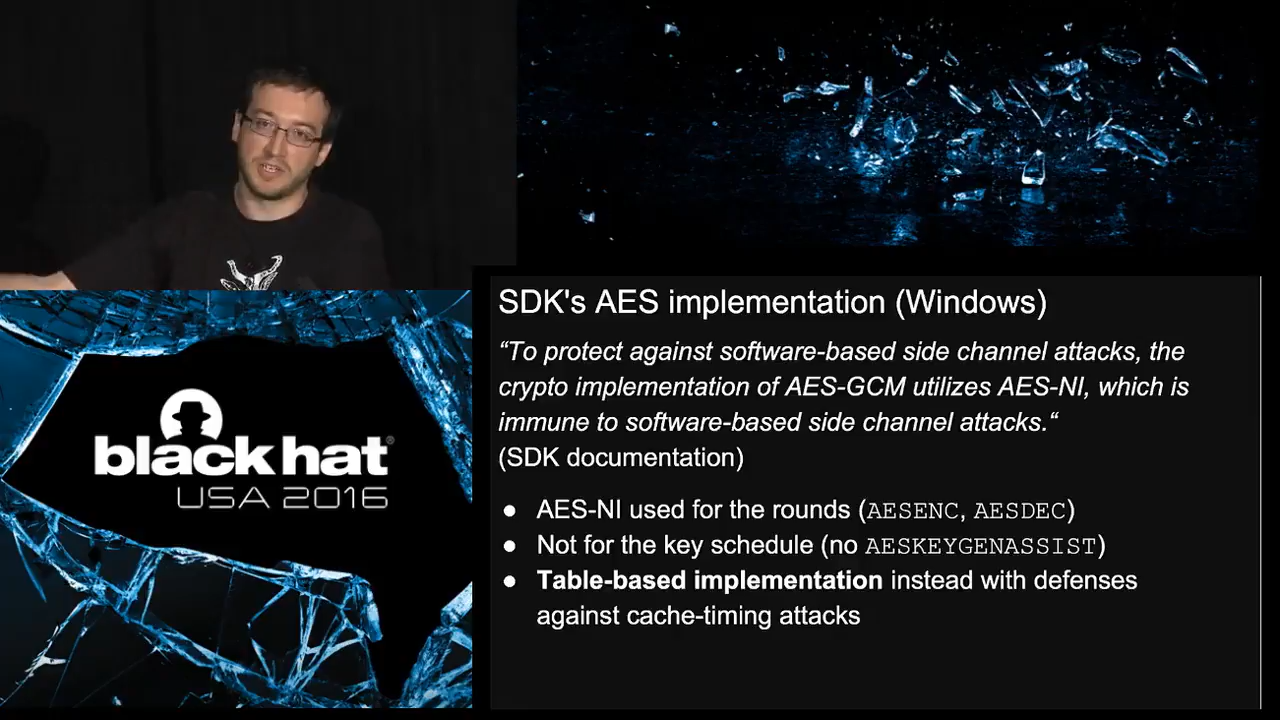 SDK's AES implementation (Windows)
“To protect against software-based side channel attacks, the
crypto implementation of AES-GCM utilizes AES-NI, which is
immune to software-based side channel attacks.“
(SDK documentation)
● AES-NI used for the rounds (AESENC, AESDEC)
● Not for the key schedule (no AESKEYGENASSIST)
● Table-based implementation instead with defenses
against cache-timing attacks
black hat®
USA 2016